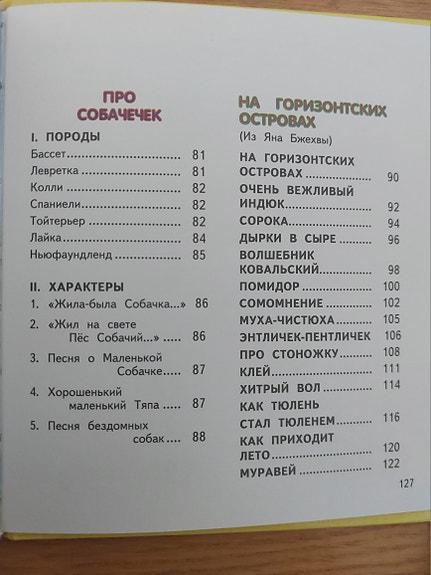 ПРО
СОБАЧЕЧЕК
I. ПОРОДЫ
Бассет........................ 81
Левретка..................... 81
Колли......................... 82
Спаниели.................... 82
Тойтерьер ................... 82
Лайка......................... 84
Ньюфаундленд............. 85
II. ХАРАКТЕРЫ
1. «Жила-была Собачка...» 86
2. «Жил на свете
Пёс Собачий...»...... 86
3. Песня о Маленькой
Собачке.......... 87
4. Хорошенький
маленький Тяпа ..... 87
5. Песня бездомных
собак.... 88
НА ГОРИЗОНТСКИХ
ОСТРОВАХ
(Из Яна Бжехвы)
НА ГОРИЗОНТСКИХ
ОСТРОВАХ................ 90
ОЧЕНЬ ВЕЖЛИВЫЙ
ИНДЮК..................... 92
СОРОКА..................... 94
ДЫРКИ В СЫРЕ .......... 96
ВОЛШЕБНИК
КОВАЛЬСКИЙ............. 98
ПОМИДОР ................. 100
СОМОМНЕНИЕ ........... 102
МУХА-ЧИСТЮХА......... 105
ЭНТЛИЧЕК-ПЕНТЛИЧЕК 106
ПРО СТОНОЖКУ......... 108
КЛЕЙ........................ 111
ХИТРЫЙ ВОЛ............. 114
КАК ТЮЛЕНЬ
СТАЛ ТЮЛЕНЕМ......... 116
КАК ПРИХОДИТ
ЛЕТО........................ 120
МУРАВЕЙ................... 122
127